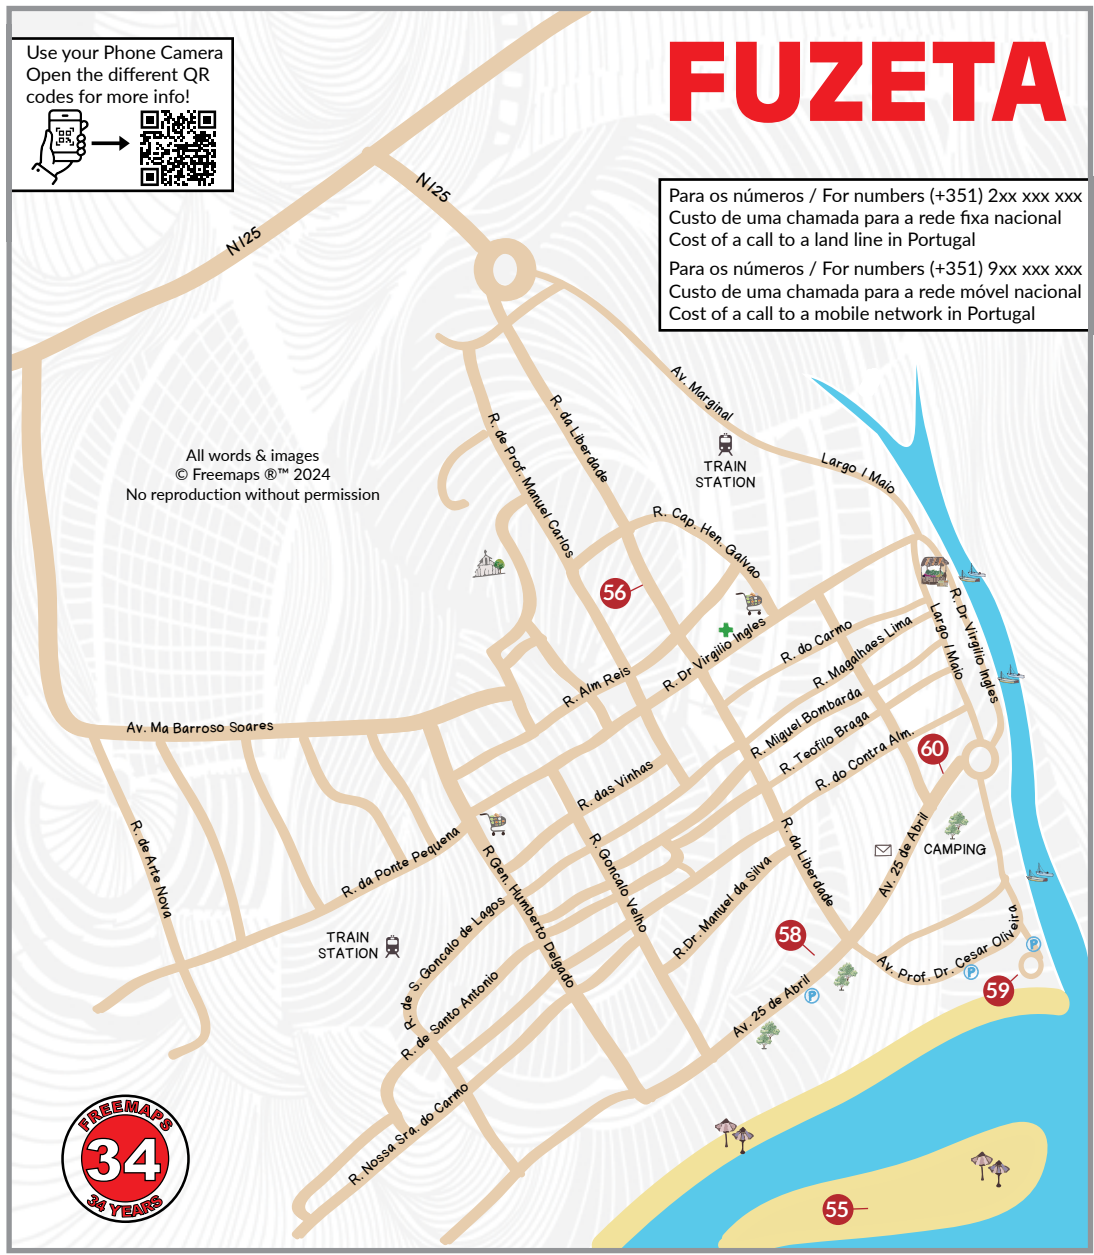 Use your Phone Camera
Open the different QR
codes for more info!
FUZETA
Para os números / For numbers (+351) 2xx xxx xxx
Custo de uma chamada para a rede fixa nacional
Cost of a call to a land line in Portugal
Para os números / For numbers (+351) 9xx xxx xxx
Custo de uma chamada para a rede móvel nacional
Cost of a call to a mobile network in Portugal
N125
N125
Av. Marginal
R. da Liberdade
R. de Prof. Manuel Carlos
TRAIN
STATION
Largo 1 Maio
All words & images
© Freemaps ®™ 2024
No reproduction without permission
R. Cap. Hen. Galvao
56
R. Dr Virgilio Ingles
Largo 1 Maio
R. Dr Virgilio Ingles
R. do Carmo
R. Magalhaes Lima
R. Alm Reis
R. Miguel Bombarda
R. Teofilo Braga
R. do Contra Alm.
60
Av. Ma Barroso Soares
R. das Vinhas
R. de Arte Nova
R. da Ponte Pequena
R Gen. Humberto Delgado
R. Goncalo Velho
R. da Liberdade
R.Dr. Manuel da Silva
Av. 25 de Abril
CAMPING
R. de S. Goncalo de Lagos
TRAIN
STATION
58
Av. Prof. Dr. Cesar Oliveira
P
P
59
R. de Santo Antonio
Av. 25 de Abril
P
R. Nossa Sra. do Carmo
FREEMAPS
34
34 YEARS
55